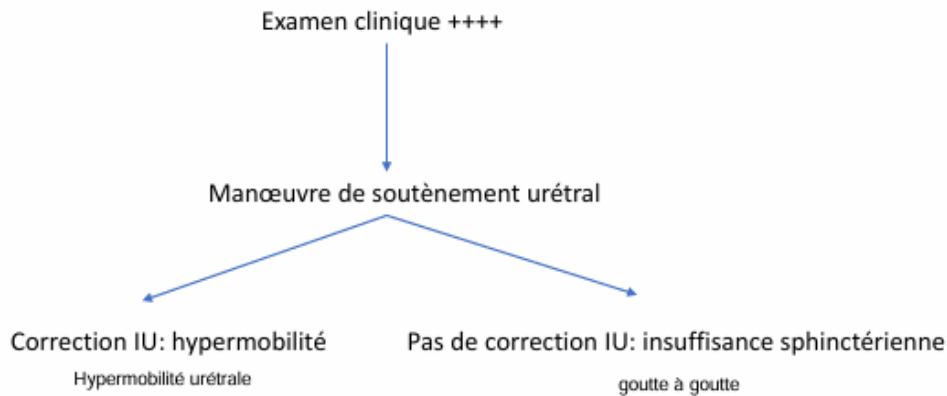 Examen clinique ++++
Manœuvre de soutènement urétral
Correction IU: hypermobilité
Pas de correction IU: insuffisance sphinctérienne
Hypermobilité urétrale
goutte à goutte